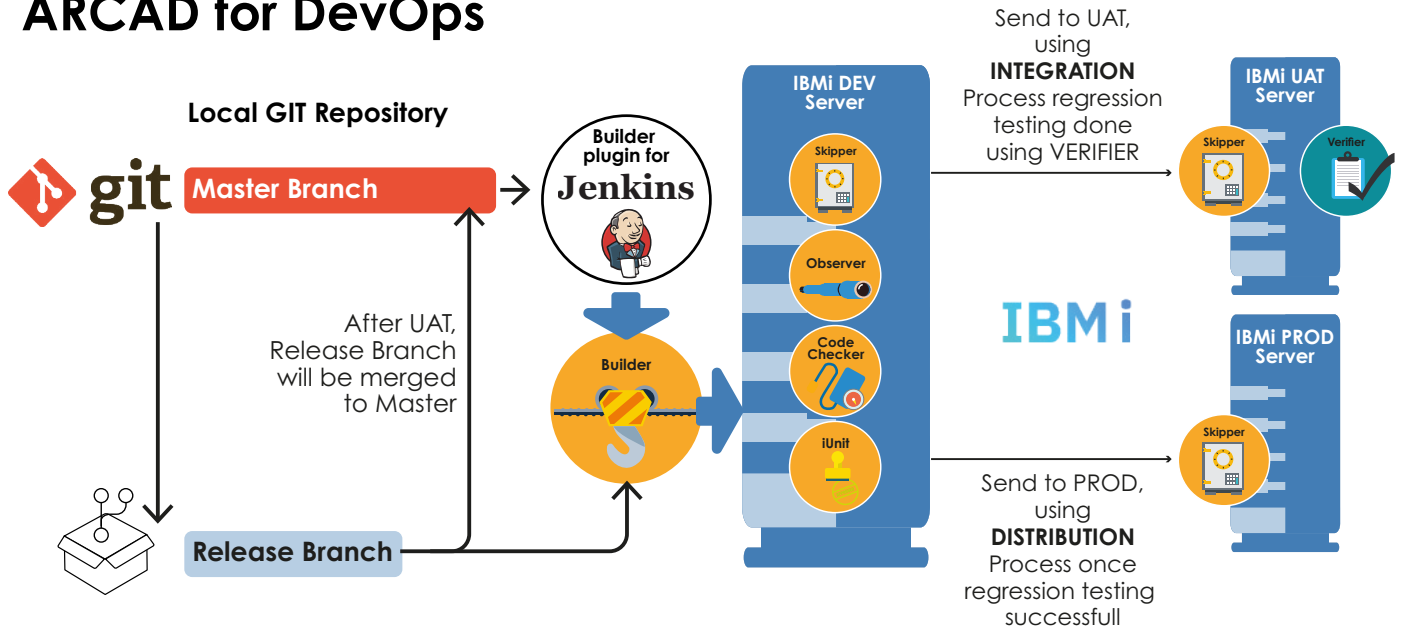 ARCAD for DevOps
Local GIT Repository
git
Master Branch
After UAT,
Release Branch
will be merged
to Master
Release Branch
Builder
plugin for
Jenkins
Builder
IBMi DEV
Server
Skipper
Observer
Code
Checker
iUnit
Send to UAT,
using
INTEGRATION
Process regression
testing done
using VERIFIER
IBM i
Send to PROD,
using
DISTRIBUTION
Process once
regression testing
successfull
IBMi UAT
Server
Skipper
Verifier
IBMi PROD
Server
Skipper